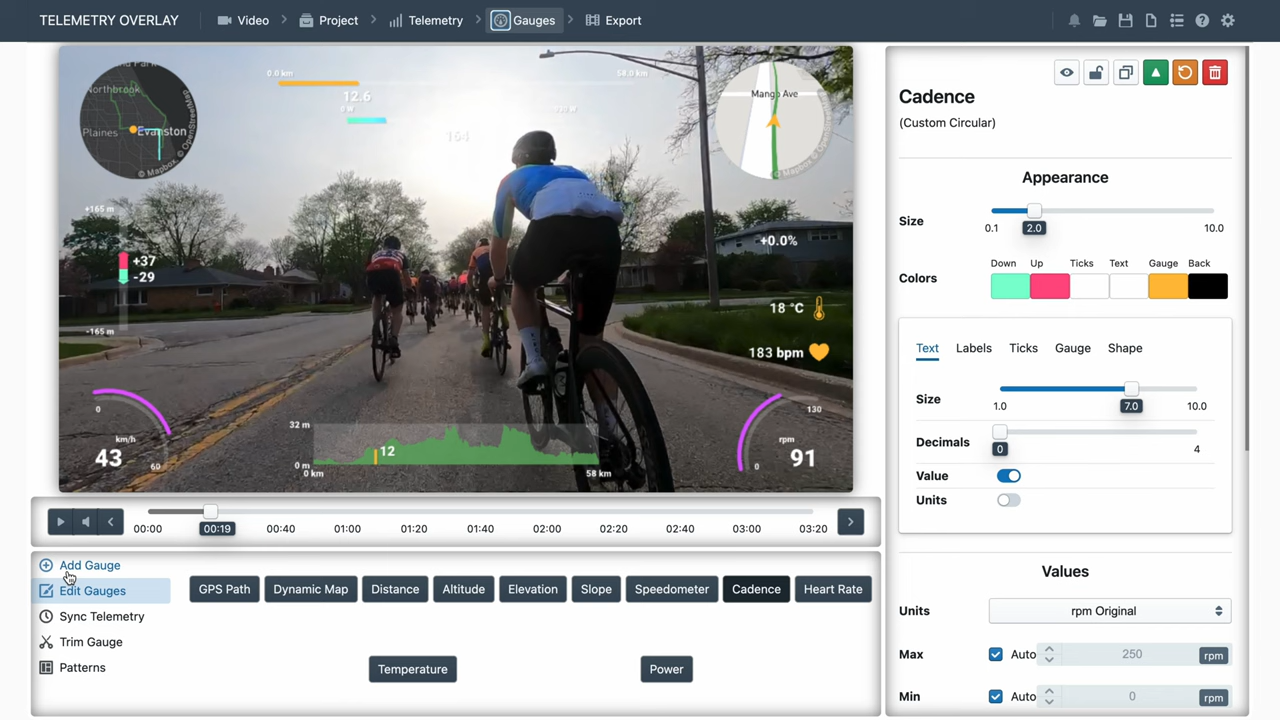 TELEMETRY OVERLAY
Video
Project
Telemetry
Gauges
Export
Northbrook
Plaines
Evanston
© Mapbox, © OpenStreetMap
0.0 km
58.0 km
12.6
0 W
930 W
164
Mango Ave
+165 m
+37
-29
-165 m
+0.0%
18 °C
183 bpm
0
km/h
43
60
32 m
0 m
0 km
12
58 km
130
rpm
0
91
00:00
00:19
00:40
01:00
01:20
02:00
02:20
02:40
03:00
03:20
Add Gauge
Edit Gauges
Sync Telemetry
Trim Gauge
Patterns
GPS Path
Dynamic Map
Distance
Altitude
Elevation
Slope
Speedometer
Cadence
Heart Rate
Temperature
Power
Cadence
(Custom Circular)
Appearance
Size
0.1
2.0
10.0
Colors
Down
Up
Ticks
Text
Gauge
Back
Text
Labels
Ticks
Gauge
Shape
Size
1.0
7.0
10.0
Decimals
0
4
Value
Units
Values
Units
rpm Original
Max
Auto
250
rpm
Min
Auto
0
rpm